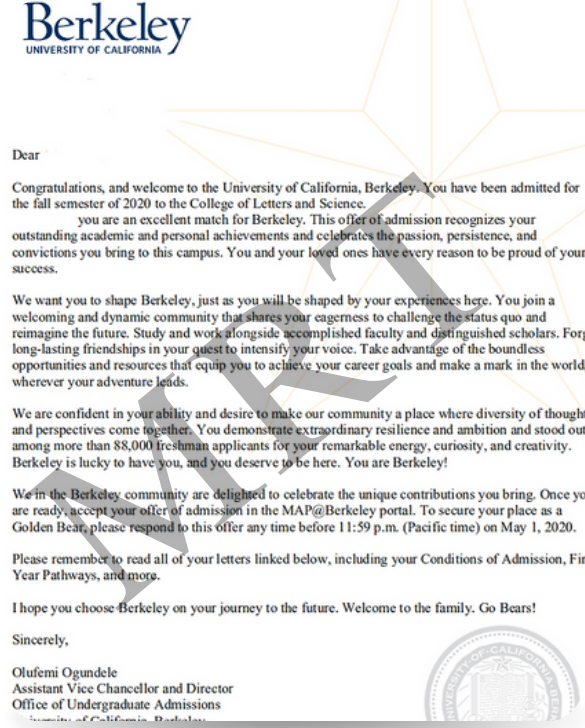 Berkeley
UNIVERSITY OF CALIFORNIA
Dear
Congratulations, and welcome to the University of California, Berkeley. You have been admitted for
the fall semester of 2020 to the College of Letters and Science.
you are an excellent match for Berkeley. This offer of admission recognizes your
outstanding academic and personal achievements and celebrates the passion, persistence, and
convictions you bring to this campus. You and your loved ones have every reason to be proud of your
success.
We want you to shape Berkeley, just as you will be shaped by your experiences here. You join a
welcoming and dynamic community that shares your eagerness to challenge the status quo and
reimagine the future. Study and work alongside accomplished faculty and distinguished scholars. Forg
long-lasting friendships in your quest to intensify your voice. Take advantage of the boundless
opportunities and resources that equip you to achieve your career goals and make a mark in the world
wherever your adventure leads.
We are confident in your ability and desire to make our community a place where diversity of thought
and perspectives come together. You demonstrate extraordinary resilience and ambition and stood out
among more than 88,000 freshman applicants for your remarkable energy, curiosity, and creativity.
Berkeley is lucky to have you, and you deserve to be here. You are Berkeley!
We in the Berkeley community are delighted to celebrate the unique contributions you bring. Once yo
are ready, accept your offer of admission in the MAP@Berkeley portal. To secure your place as a
Golden Bear, please respond to this offer any time before 11:59 p.m. (Pacific time) on May 1, 2020.
Please remember to read all of your letters linked below, including your Conditions of Admission, Fir
Year Pathways, and more.
I hope you choose Berkeley on your journey to the future. Welcome to the family. Go Bears!
Sincerely,
Olufemi Ogundele
Assistant Vice Chancellor and Director
Office of Undergraduate Admissions
University of California, Berkeley
MRT